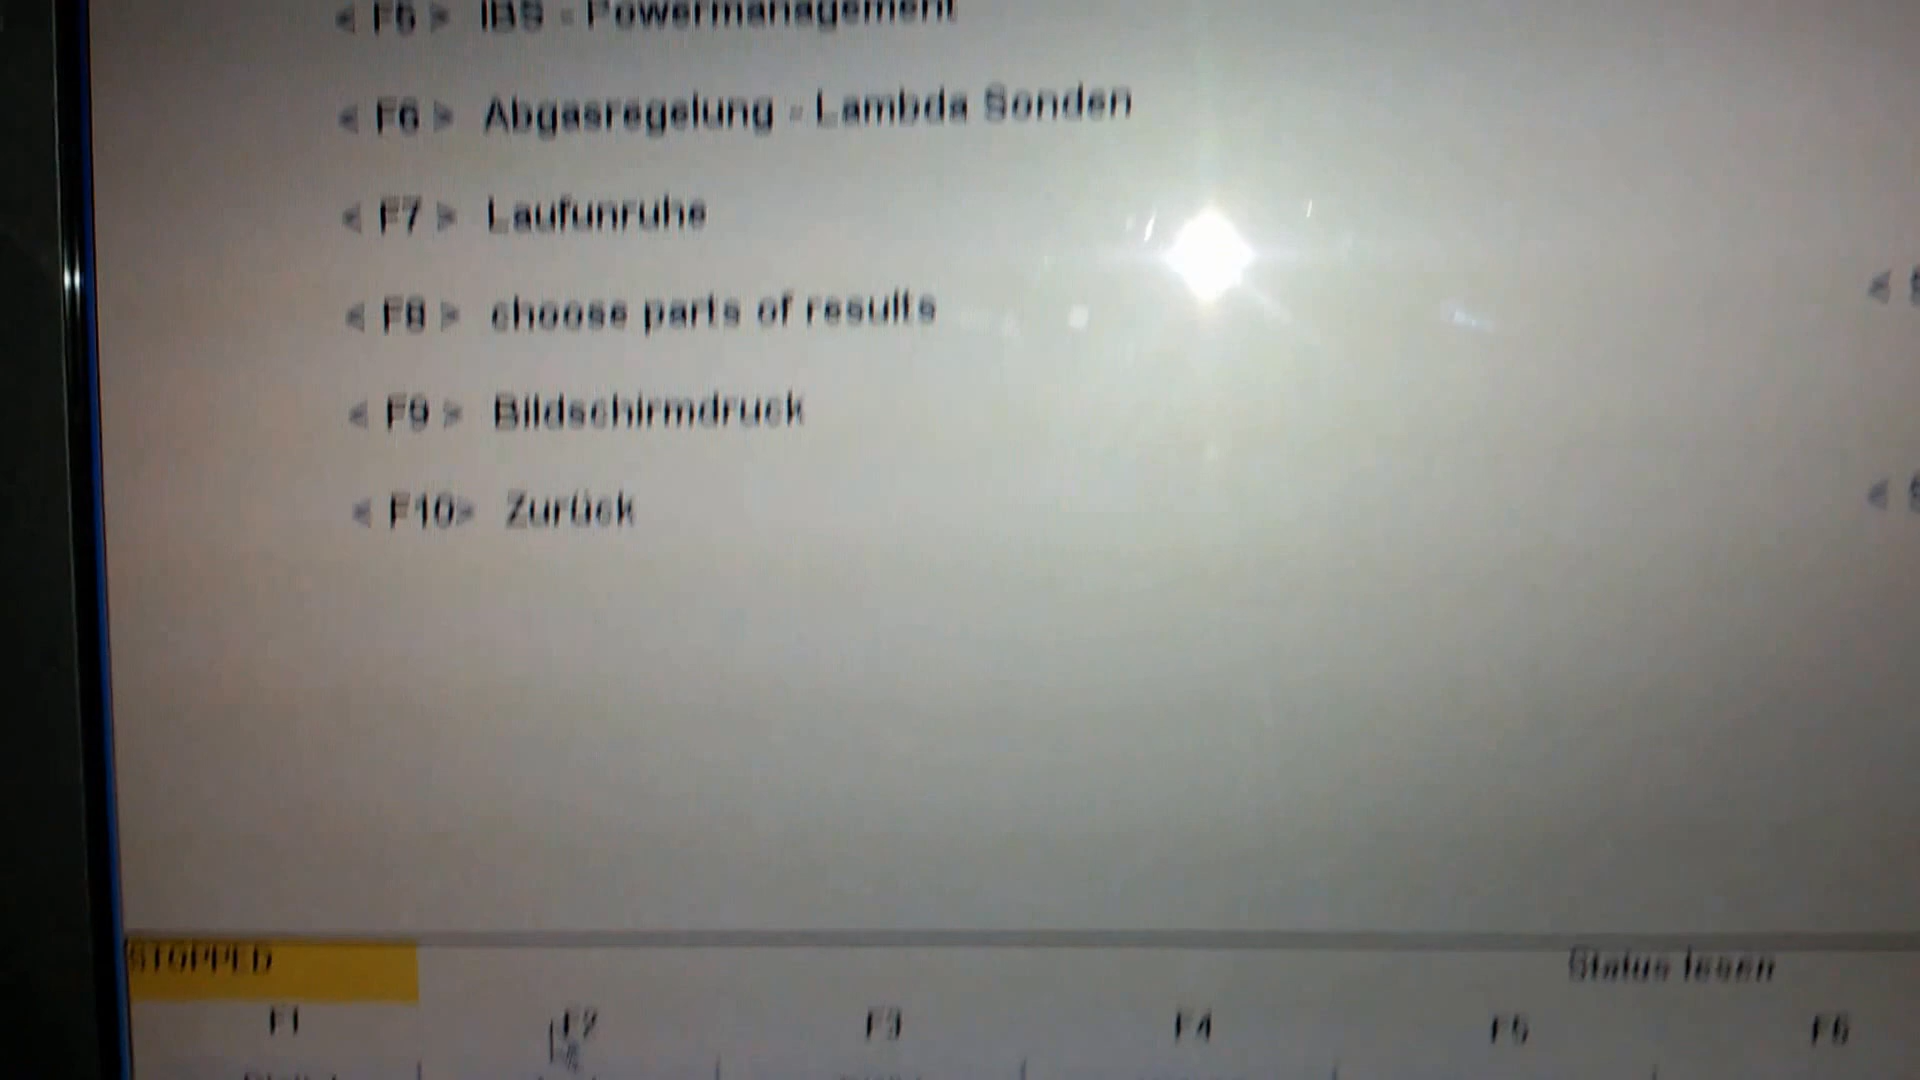 < F5 > IBS - Powermanagement
< F6 > Abgasregelung - Lambda Sonden
< F7 > Laufunruhe
< F8 > choose parts of results
< F9 > Bildschirmdruck
< F10> Zurück
<
<
STOPPED
Status lesen
F1 F2 F3 F4 F5 F6